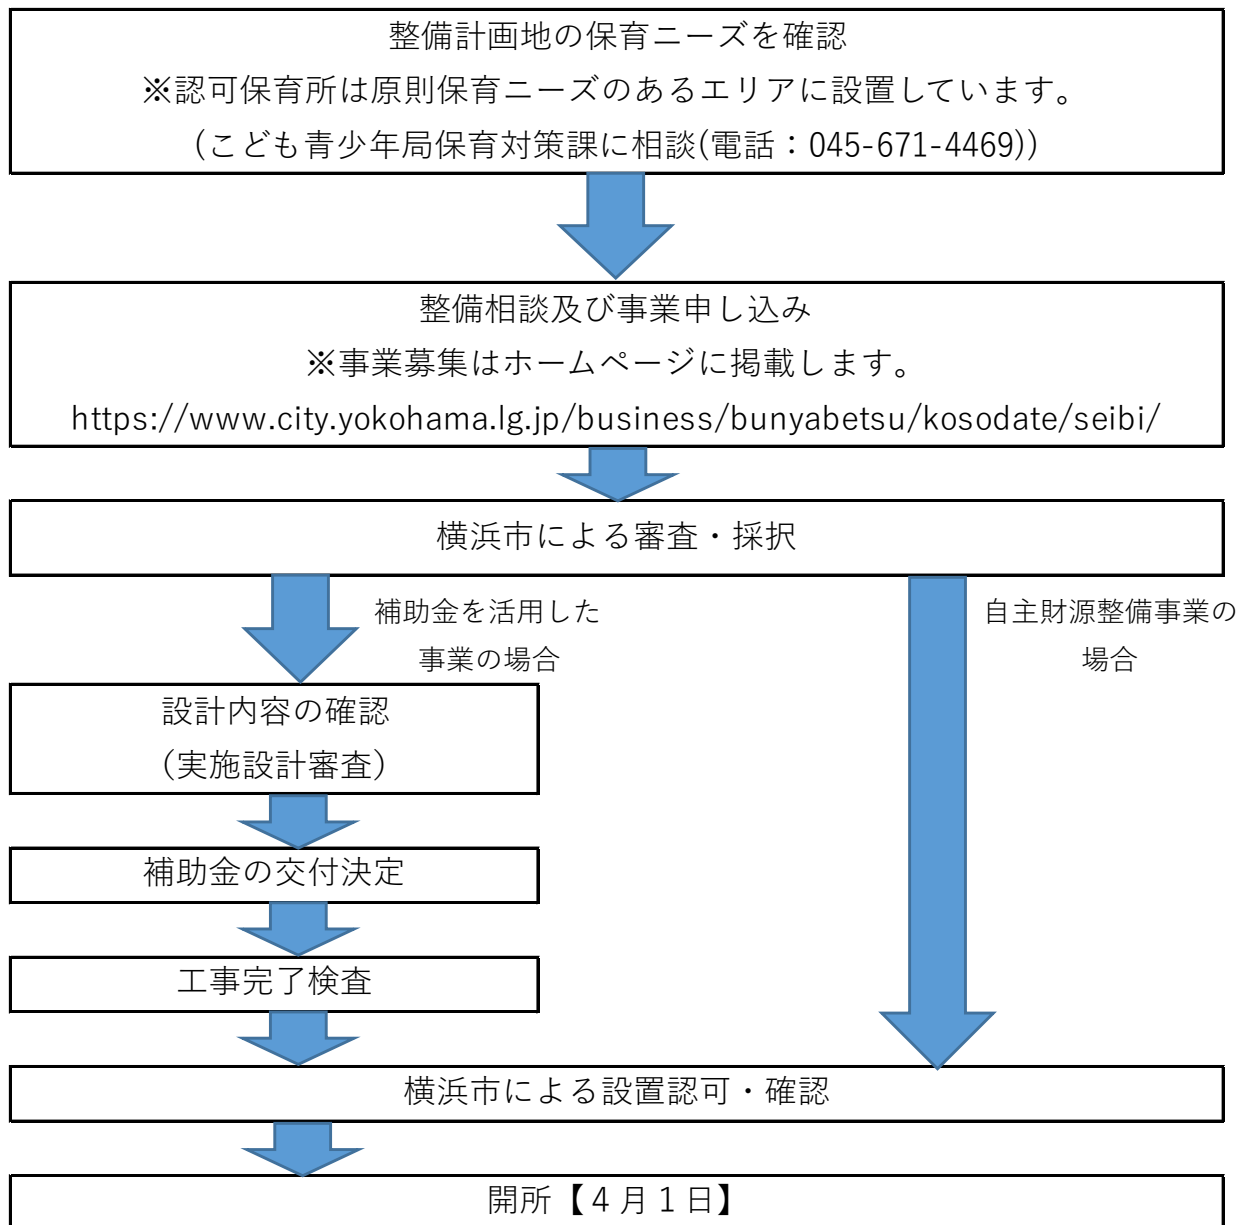 整備計画地の保育ニーズを確認
※認可保育所は原則保育ニーズのあるエリアに設置しています。
(こども青少年局保育対策課に相談(電話：045-671-4469))
整備相談及び事業申し込み
※事業募集はホームページに掲載します。
https://www.city.yokohama.lg.jp/business/bunyabetsu/kosodate/seibi/
横浜市による審査・採択
補助金を活用した
事業の場合
自主財源整備事業の
場合
設計内容の確認
（実施設計審査）
補助金の交付決定
工事完了検査
横浜市による設置認可・確認
開所【４月１日】